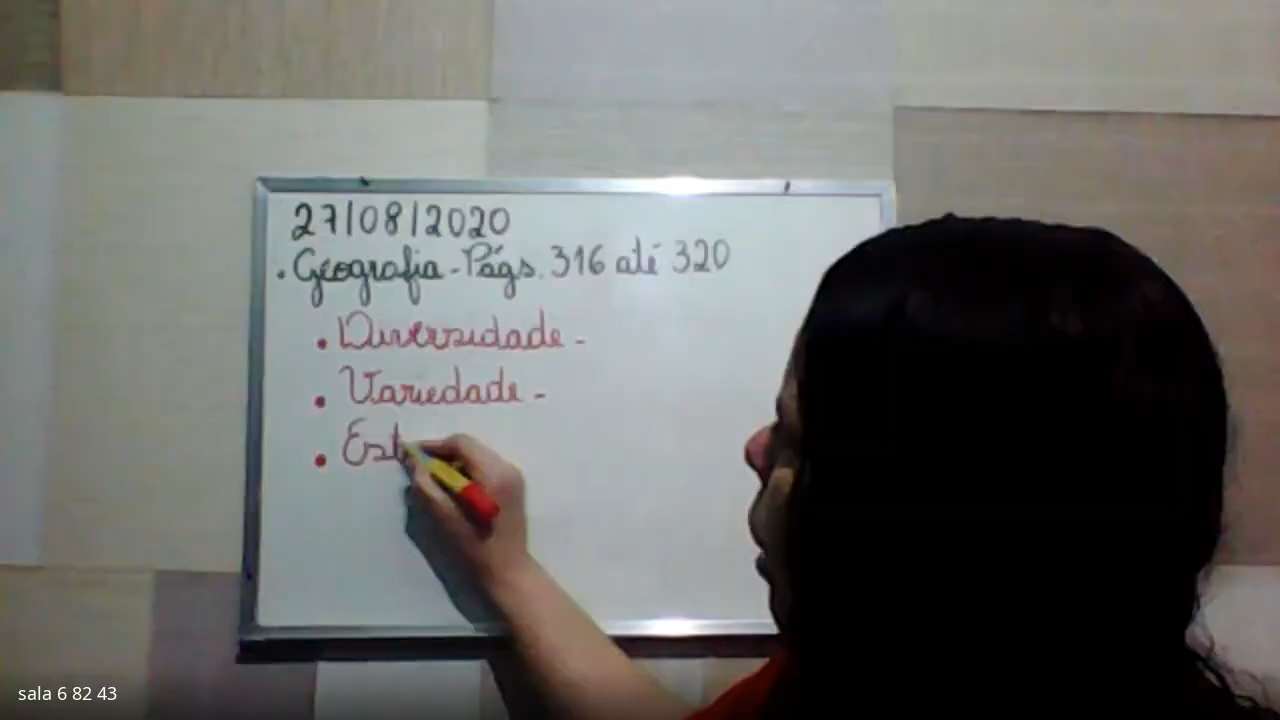 27/08/2020
. Geografia - Págs. 316 até 320
• Diversidade -
• Variedade -
• Est
sala 6 82 43